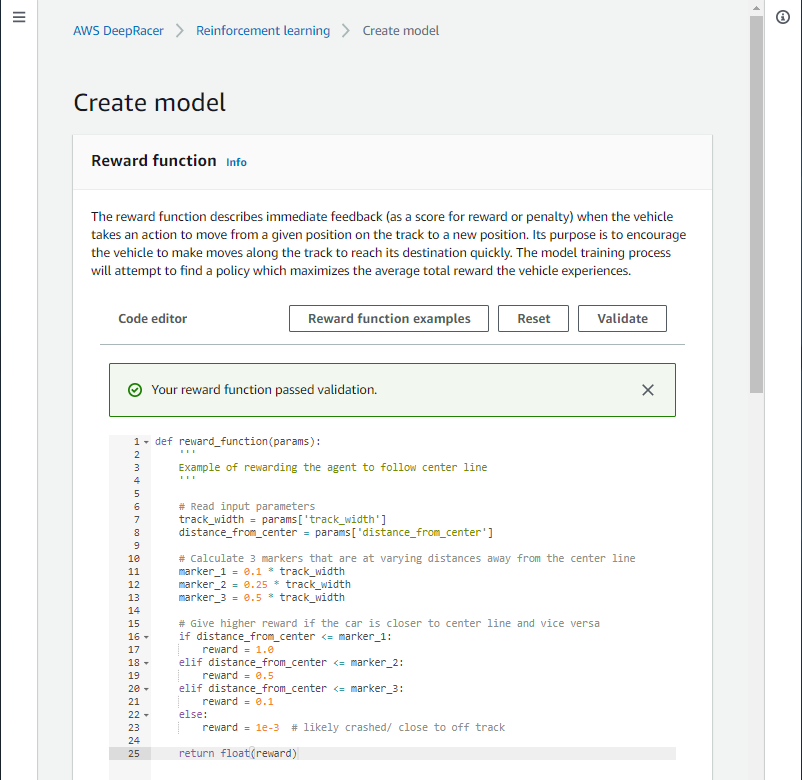 AWS DeepRacer > Reinforcement learning > Create model
Create model
Reward function Info
The reward function describes immediate feedback (as a score for reward or penalty) when the vehicle
takes an action to move from a given position on the track to a new position. Its purpose is to encourage
the vehicle to make moves along the track to reach its destination quickly. The model training process
will attempt to find a policy which maximizes the average total reward the vehicle experiences.
Code editor Reward function examples Reset Validate
Your reward function passed validation.
1 def reward_function(params):
2     '''
3     Example of rewarding the agent to follow center line
4     '''
5
6     # Read input parameters
7     track_width = params['track_width']
8     distance_from_center = params['distance_from_center']
9
10     # Calculate 3 markers that are at varying distances away from the center line
11     marker_1 = 0.1 * track_width
12     marker_2 = 0.25 * track_width
13     marker_3 = 0.5 * track_width
14
15     # Give higher reward if the car is closer to center line and vice versa
16     if distance_from_center <= marker_1:
17         reward = 1.0
18     elif distance_from_center <= marker_2:
19         reward = 0.5
20     elif distance_from_center <= marker_3:
21         reward = 0.1
22     else:
23         reward = 1e-3  # likely crashed/ close to off track
24
25     return float(reward)